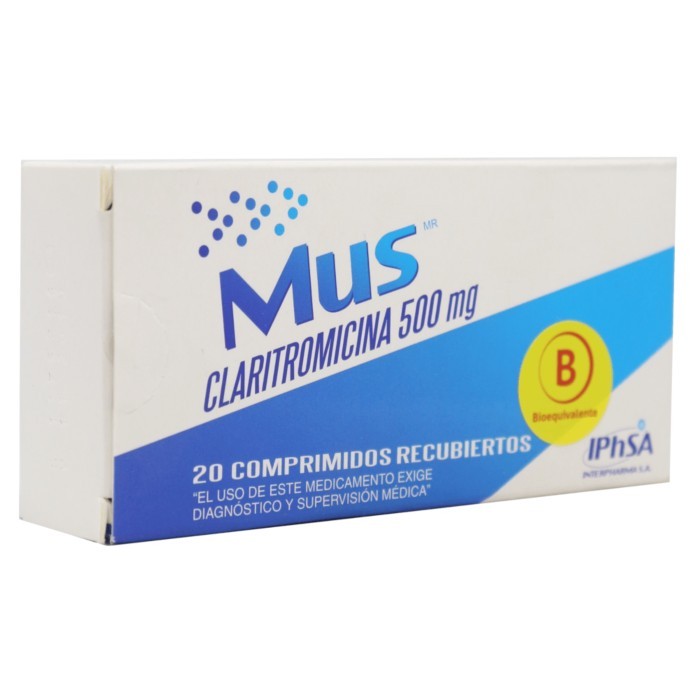 Mus MR
CLARITROMICINA 500 mg
B
Bioequivalente
20 COMPRIMIDOS RECUBIERTOS
"EL USO DE ESTE MEDICAMENTO EXIGE
DIAGNÓSTICO Y SUPERVISIÓN MÉDICA"
IPhSA
INTERPHARMA S.A.